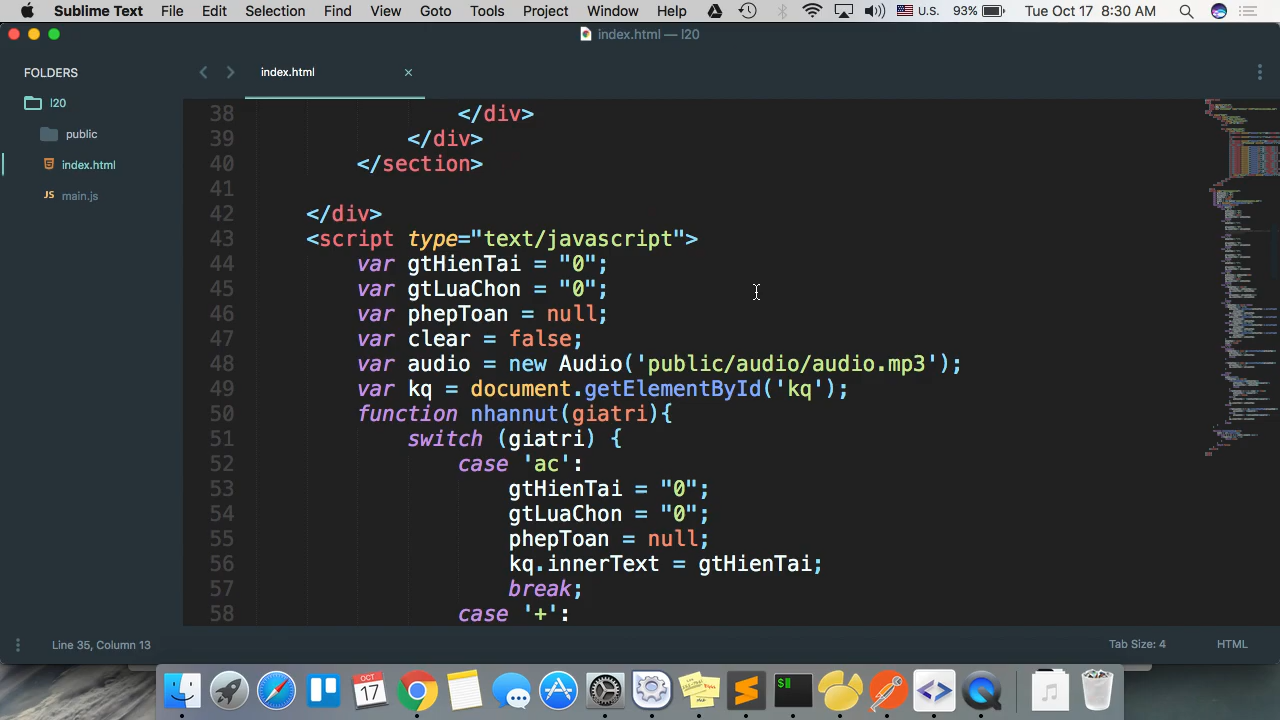 Sublime Text File Edit Selection Find View Goto Tools Project Window Help U.S. 93% Tue Oct 17 8:30 AM
index.html — l20
FOLDERS
l20
public
index.html
JS main.js
index.html
38 </div>
39 </div>
40 </section>
41
42 </div>
43 <script type="text/javascript">
44 var gtHienTai = "0";
45 var gtLuaChon = "0";
46 var phepToan = null;
47 var clear = false;
48 var audio = new Audio('public/audio/audio.mp3');
49 var kq = document.getElementById('kq');
50 function nhannut(giatri){
51 switch (giatri) {
52 case 'ac':
53 gtHienTai = "0";
54 gtLuaChon = "0";
55 phepToan = null;
56 kq.innerText = gtHienTai;
57 break;
58 case '+':
Line 35, Column 13 Tab Size: 4 HTML
OCT
17